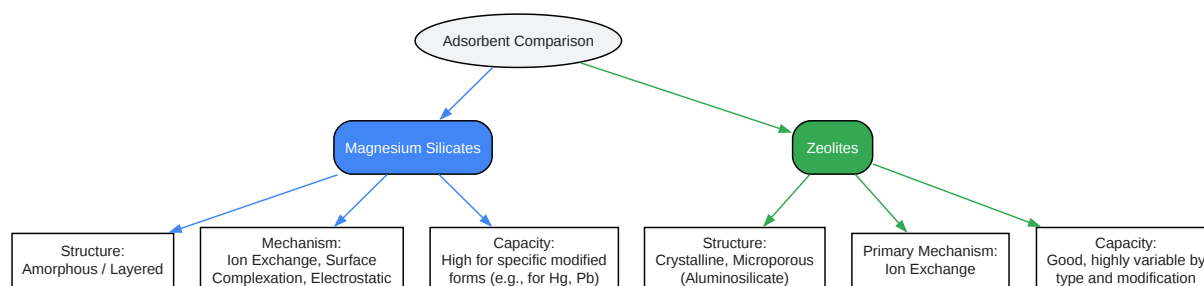 Adsorbent Comparison
Magnesium Silicates
Zeolites
Structure:
Amorphous / Layered
Mechanism:
Ion Exchange, Surface
Complexation, Electrostatic
Capacity:
High for specific modified
forms (e.g., for Hg, Pb)
Structure:
Crystalline, Microporous
(Aluminosilicate)
Primary Mechanism:
Ion Exchange
Capacity:
Good, highly variable by
type and modification